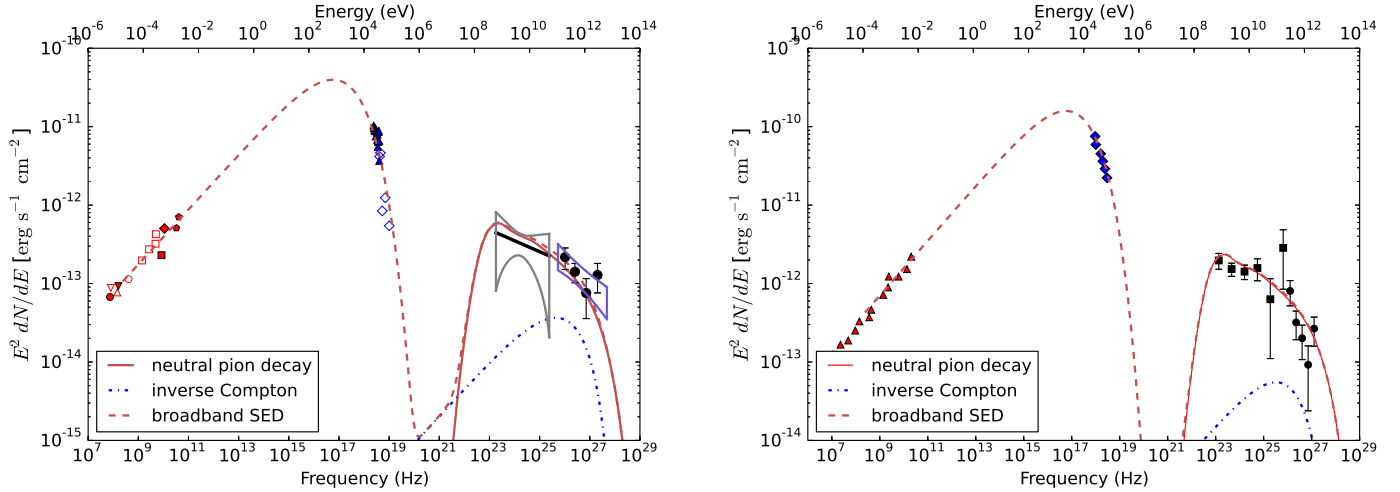 Energy (eV)
10^-6 10^-4 10^-2 10^0 10^2 10^4 10^6 10^8 10^10 10^12 10^14
10^-10
10^-11
10^-12
10^-13
10^-14
10^-15
E^2 dN/dE [erg s^-1 cm^-2]
neutral pion decay
inverse Compton
broadband SED
10^7 10^9 10^11 10^13 10^15 10^17 10^19 10^21 10^23 10^25 10^27 10^29
Frequency (Hz)
Energy (eV)
10^-6 10^-4 10^-2 10^0 10^2 10^4 10^6 10^8 10^10 10^12 10^14
10^-9
10^-10
10^-11
10^-12
10^-13
10^-14
E^2 dN/dE [erg s^-1 cm^-2]
neutral pion decay
inverse Compton
broadband SED
10^7 10^9 10^11 10^13 10^15 10^17 10^19 10^21 10^23 10^25 10^27 10^29
Frequency (Hz)